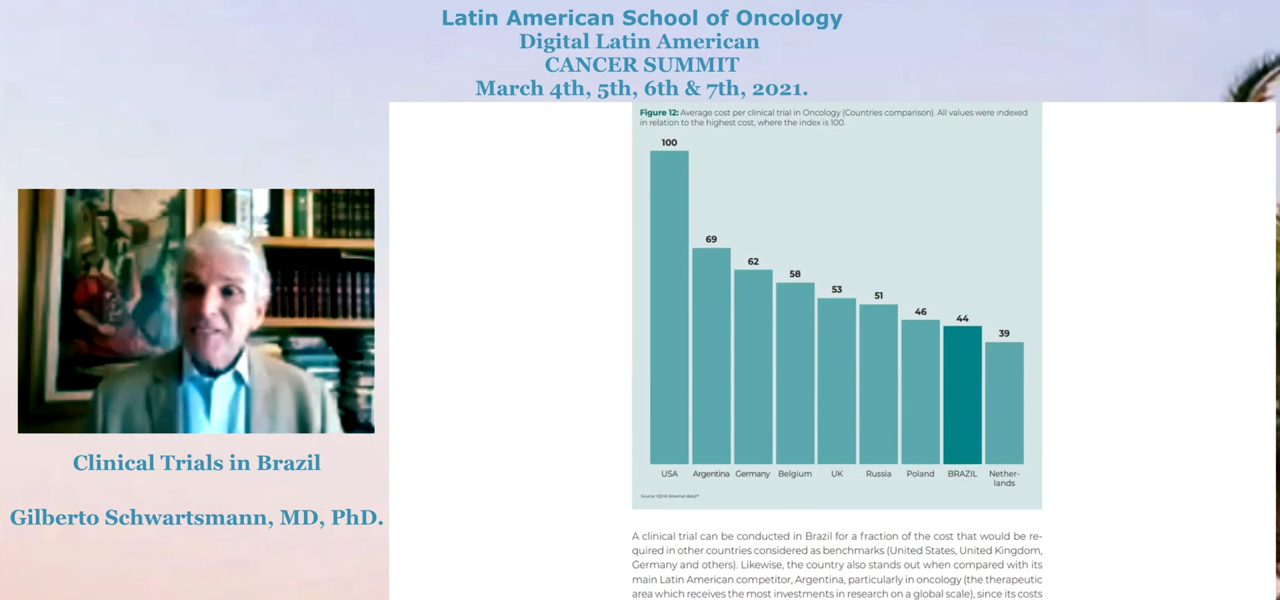 Latin American School of Oncology
Digital Latin American
CANCER SUMMIT
March 4th, 5th, 6th & 7th, 2021.
Clinical Trials in Brazil
Gilberto Schwartsmann, MD, PhD.
Figure 12: Average cost per clinical trial in Oncology (Countries comparison). All values were indexed
in relation to the highest cost, where the index is 100.
100
69
62
58
53
51
46
44
39
USA Argentina Germany Belgium UK Russia Poland BRAZIL Nether-
lands
Source: IQVIA (internal data)
A clinical trial can be conducted in Brazil for a fraction of the cost that would be re-
quired in other countries considered as benchmarks (United States, United Kingdom,
Germany and others). Likewise, the country also stands out when compared with its
main Latin American competitor, Argentina, particularly in oncology (the therapeutic
area which receives the most investments in research on a global scale), since its costs